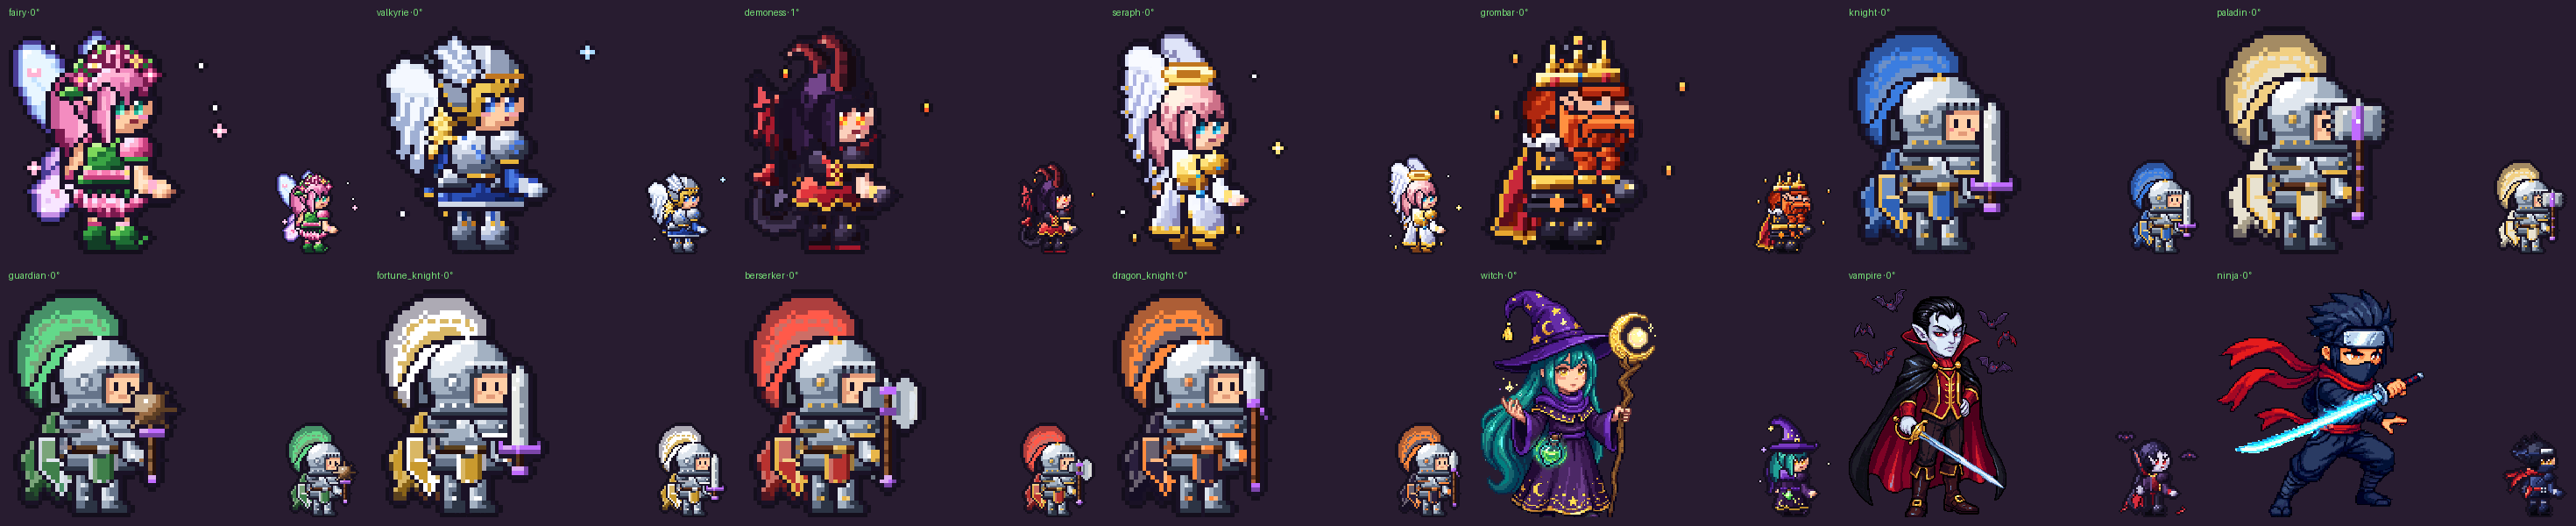 fairy·0°
valkyrie·0°
demoness·1°
seraph·0°
grombar·0°
knight·0°
paladin·0°
guardian·0°
fortune_knight·0°
berserker·0°
dragon_knight·0°
witch·0°
vampire·0°
ninja·0°